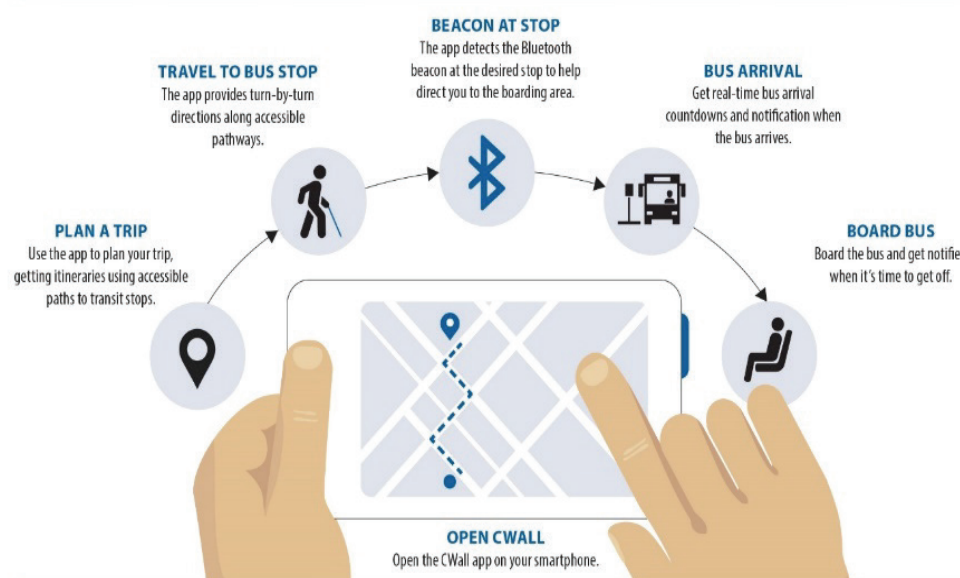 PLAN A TRIP
Use the app to plan your trip,
getting itineraries using accessible
paths to transit stops.
TRAVEL TO BUS STOP
The app provides turn-by-turn
directions along accessible
pathways.
BEACON AT STOP
The app detects the Bluetooth
beacon at the desired stop to help
direct you to the boarding area.
BUS ARRIVAL
Get real-time bus arrival
countdowns and notification when
the bus arrives.
BOARD BUS
Board the bus and get notifie
when it's time to get off.
OPEN CWALL
Open the CWall app on your smartphone.